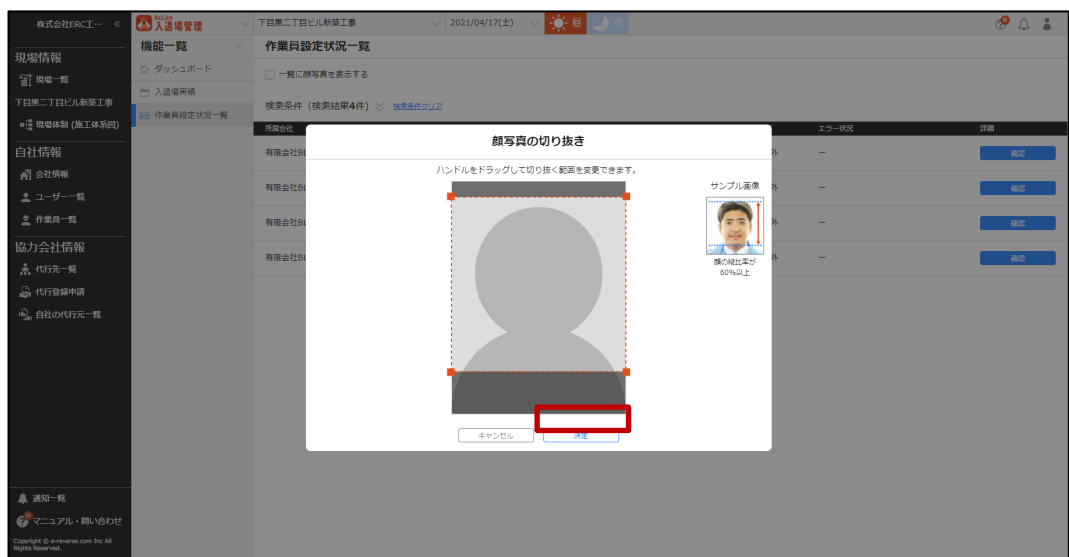 株式会社ERC工… «
Buildee
入退場管理
下目黒二丁目ビル新築工事
2021/04/17(土)
昼
夜
現場情報
現場一覧
下目黒二丁目ビル新築工事
現場体制 (施工体系図)
自社情報
会社情報
ユーザー一覧
作業員一覧
協力会社情報
代行先一覧
代行登録申請
自社の代行元一覧
通知一覧
マニュアル・問い合わせ
Copyright © e-reverse.com Inc All
Rights Reserved.
機能一覧 «
ダッシュボード
入退場実績
作業員設定状況一覧
作業員設定状況一覧
一覧に顔写真を表示する
検索条件 (検索結果4件) 検索条件クリア
所属会社 エラー状況 詳細
有限会社BU 外 — 確認
有限会社BU 外 — 確認
有限会社BU 外 — 確認
有限会社BU 外 — 確認
顔写真の切り抜き
ハンドルをドラッグして切り抜く範囲を変更できます。
サンプル画像
顔の縦比率が
60%以上
キャンセル
決定